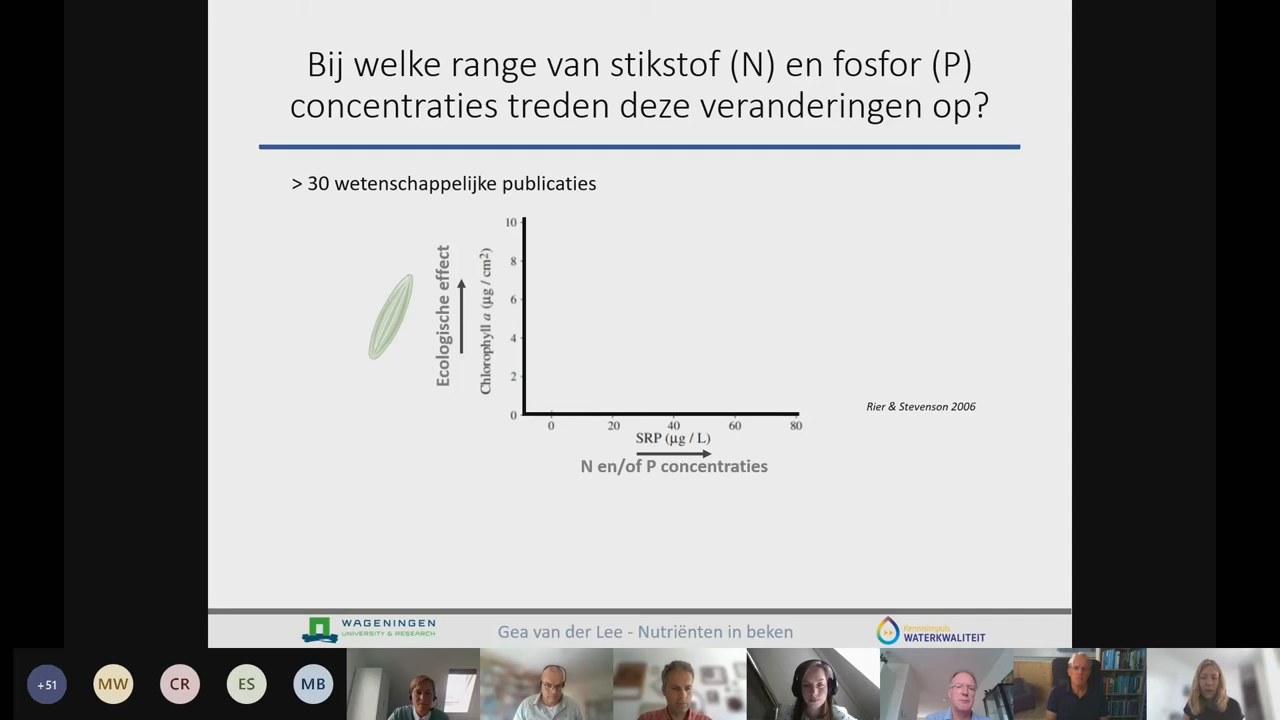 Bij welke range van stikstof (N) en fosfor (P)
concentraties treden deze veranderingen op?
> 30 wetenschappelijke publicaties
Ecologische effect
Chlorophyll a (µg / cm²)
10
8
6
4
2
0
0 20 40 60 80
SRP (µg / L)
N en/of P concentraties
Rier & Stevenson 2006
WAGENINGEN
UNIVERSITY & RESEARCH
Gea van der Lee - Nutriënten in beken
Kennisimpuls
WATERKWALITEIT
+51 MW CR ES MB